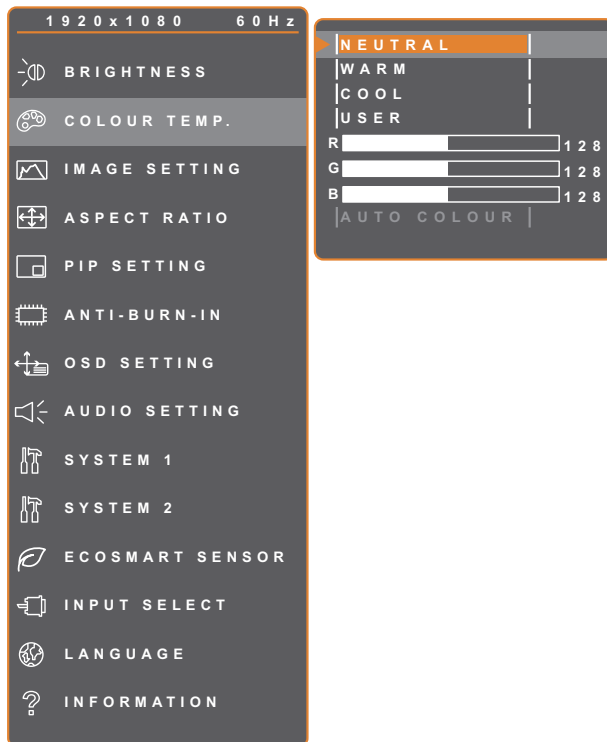 1920x1080 60Hz
BRIGHTNESS
COLOUR TEMP.
IMAGE SETTING
ASPECT RATIO
PIP SETTING
ANTI-BURN-IN
OSD SETTING
AUDIO SETTING
SYSTEM 1
SYSTEM 2
ECOSMART SENSOR
INPUT SELECT
LANGUAGE
INFORMATION
NEUTRAL
WARM
COOL
USER
R 128
G 128
B 128
AUTO COLOUR